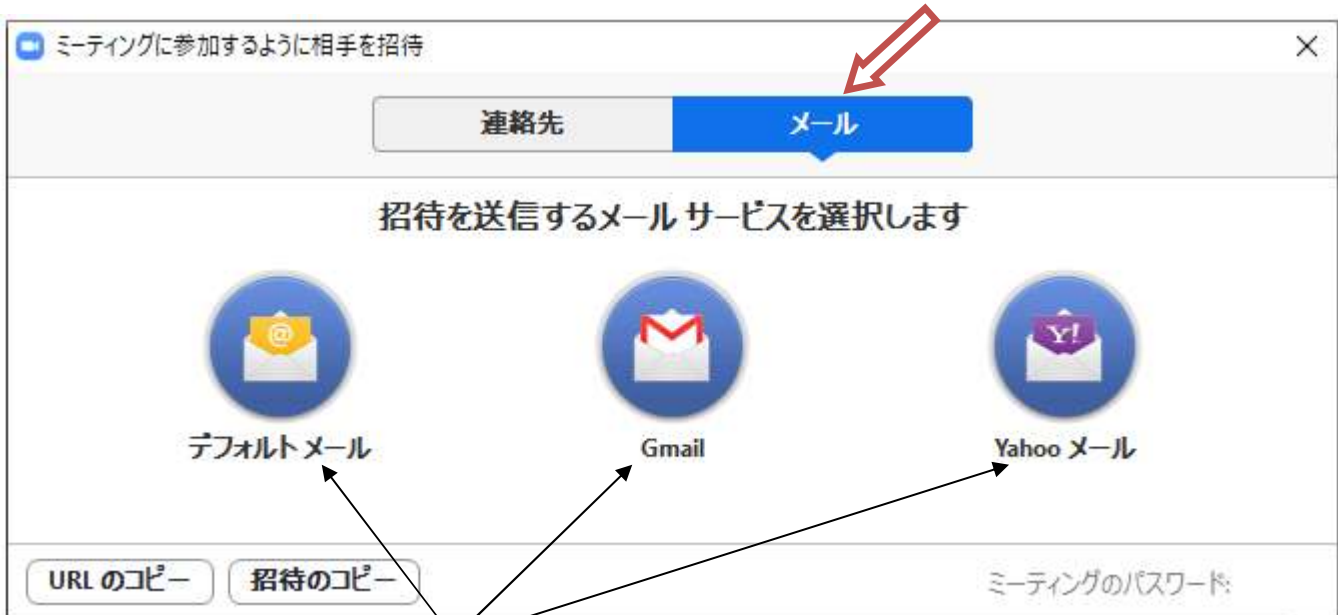 ミーティングに参加するように相手を招待
連絡先 メール
招待を送信するメール サービスを選択します
@ Y!
デフォルト メール Gmail Yahoo メール
URL のコピー 招待のコピー ミーティングのパスワード: